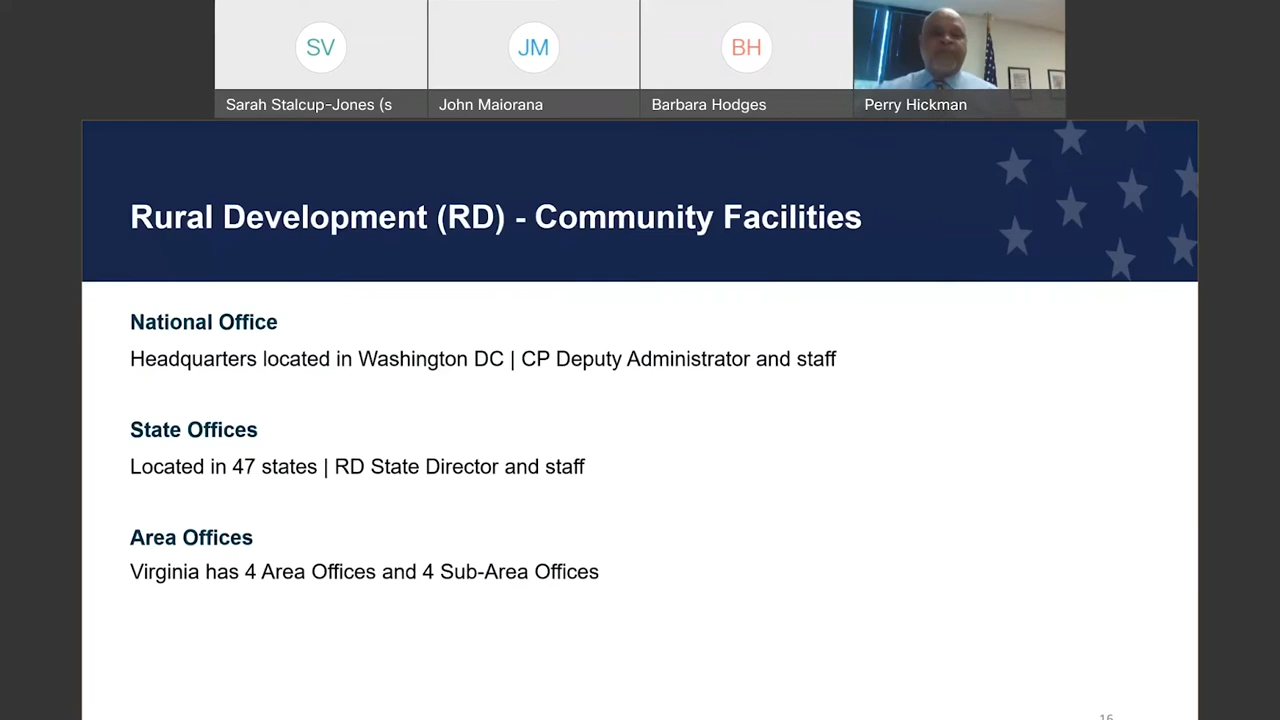 SV
JM
BH
Sarah Stalcup-Jones (s
John Maiorana
Barbara Hodges
Perry Hickman
Rural Development (RD) - Community Facilities
National Office
Headquarters located in Washington DC | CP Deputy Administrator and staff
State Offices
Located in 47 states | RD State Director and staff
Area Offices
Virginia has 4 Area Offices and 4 Sub-Area Offices
16